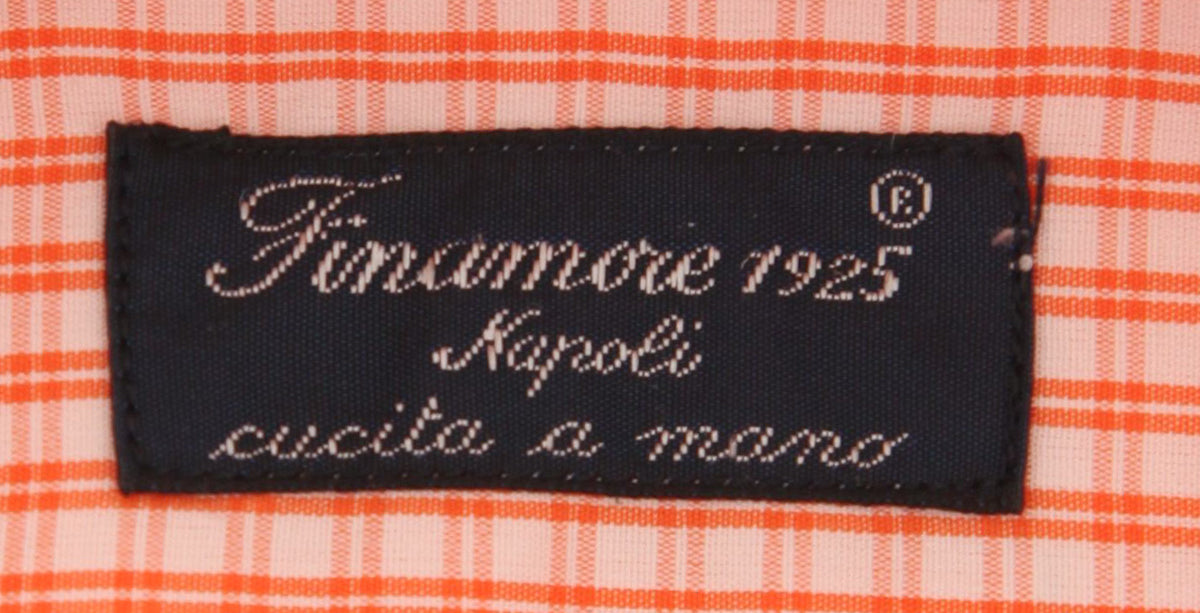 Finamore 1925 ®
Napoli
cucita a mano